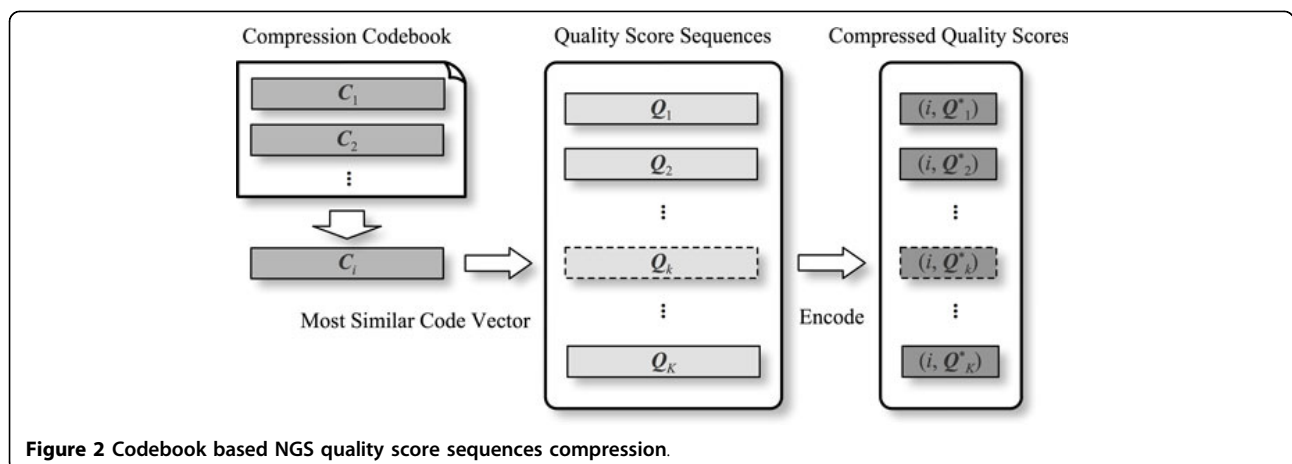 Compression Codebook
Quality Score Sequences
Compressed Quality Scores
C1
Q1
(i, Q*1)
C2
Q2
(i, Q*2)
⋮
⋮
⋮
Ci
Qk
(i, Q*k)
Most Similar Code Vector
⋮
Encode
⋮
QK
(i, Q*K)
Figure 2 Codebook based NGS quality score sequences compression.